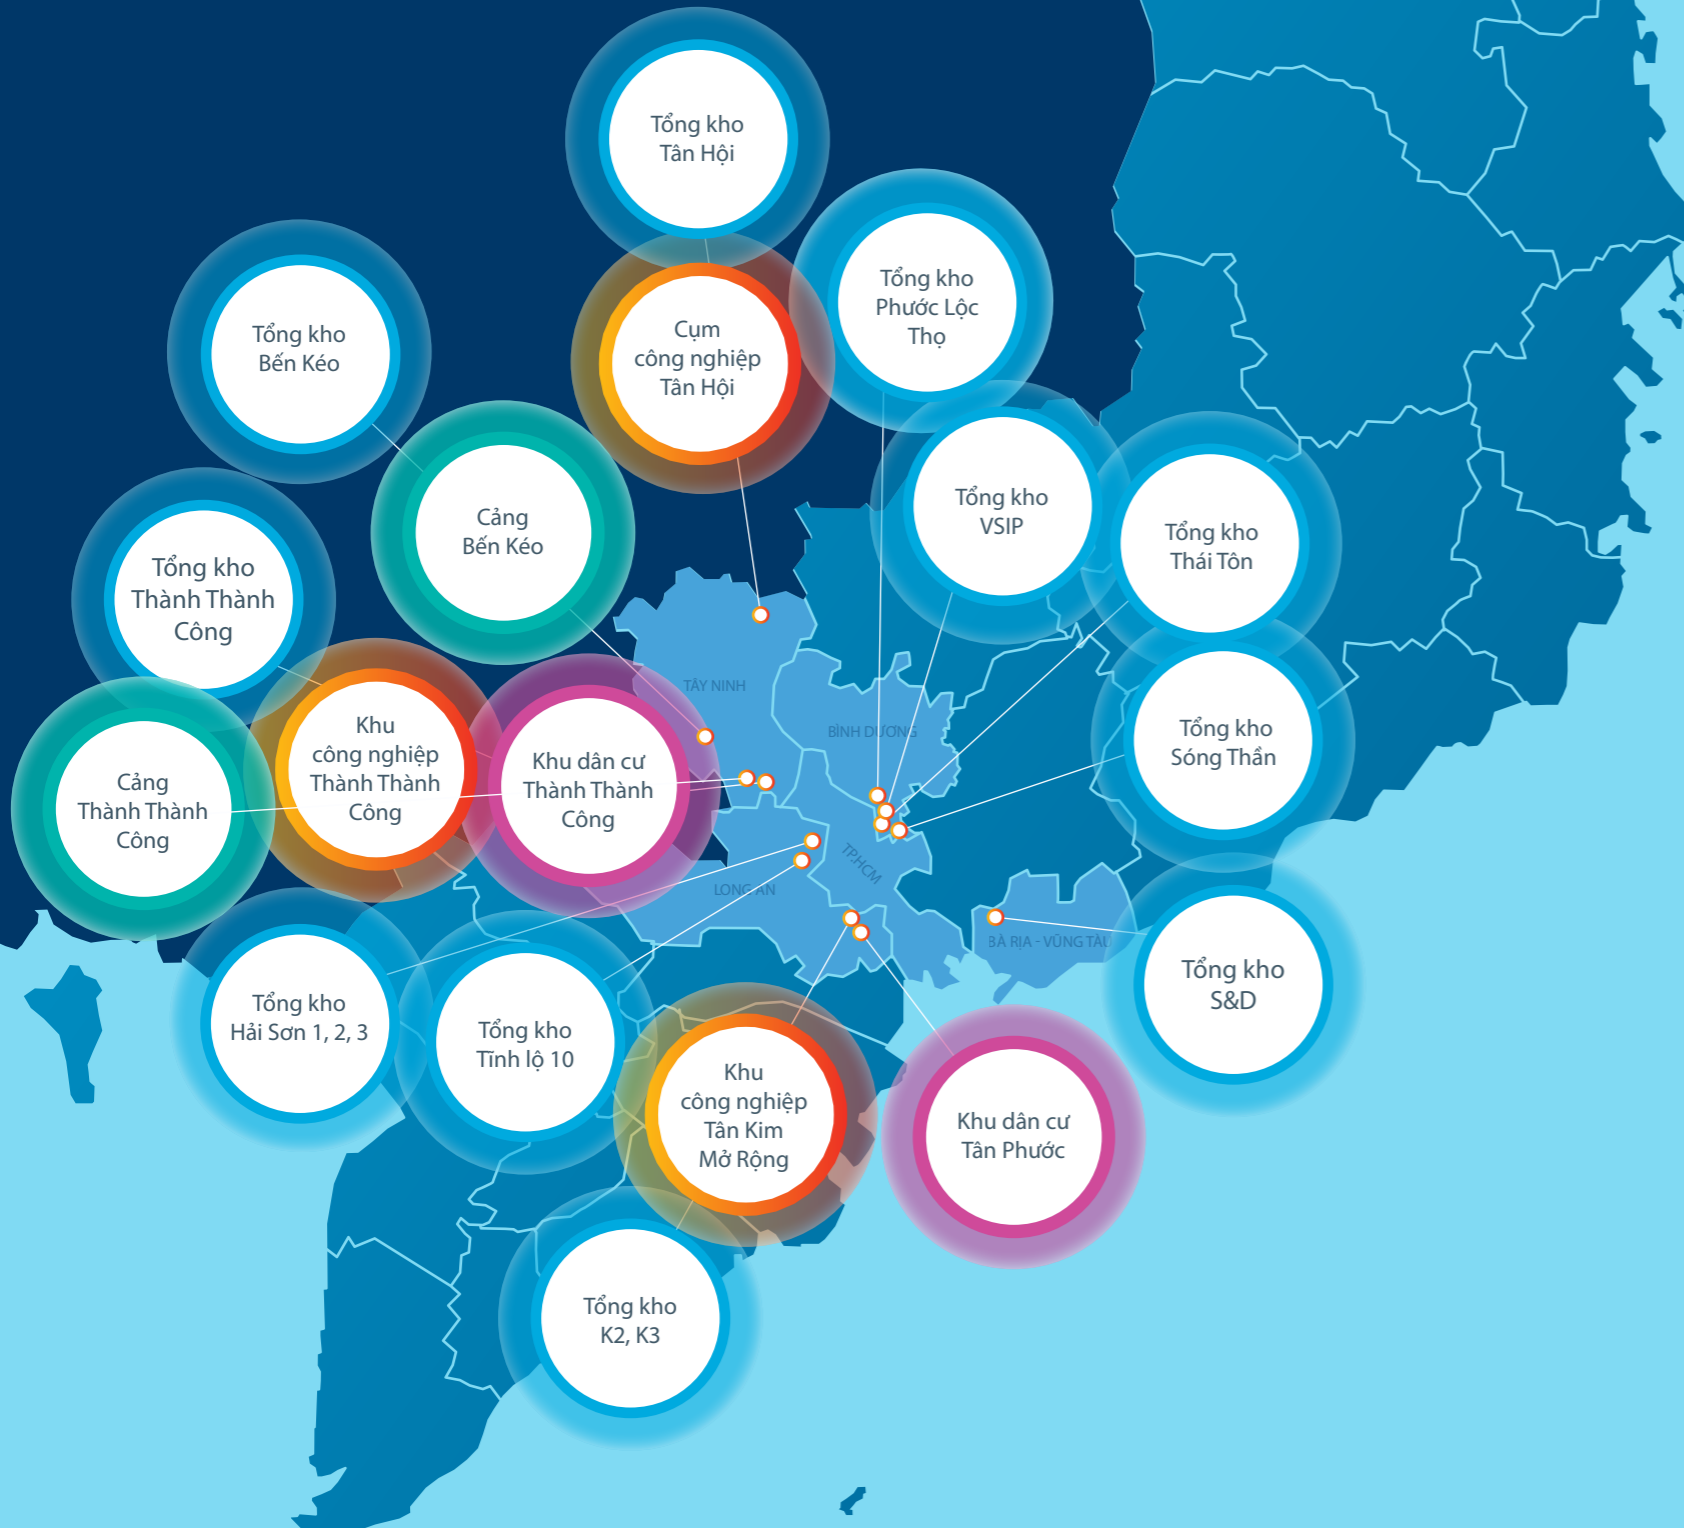 Tổng kho
Tân Hội
Tổng kho
Phước Lộc
Thọ
Tổng kho
Bến Kéo
Cụm
công nghiệp
Tân Hội
Cảng
Bến Kéo
Tổng kho
VSIP
Tổng kho
Thái Tôn
Tổng kho
Thành Thành
Công
TÂY NINH
BÌNH DƯƠNG
Tổng kho
Sóng Thần
Khu
công nghiệp
Thành Thành
Công
Khu dân cư
Thành Thành
Công
Cảng
Thành Thành
Công
TP.HCM
LONG AN
BÀ RỊA - VŨNG TÀU
Tổng kho
S&D
Tổng kho
Hải Sơn 1, 2, 3
Tổng kho
Tĩnh lộ 10
Khu
công nghiệp
Tân Kim
Mở Rộng
Khu dân cư
Tân Phước
Tổng kho
K2, K3